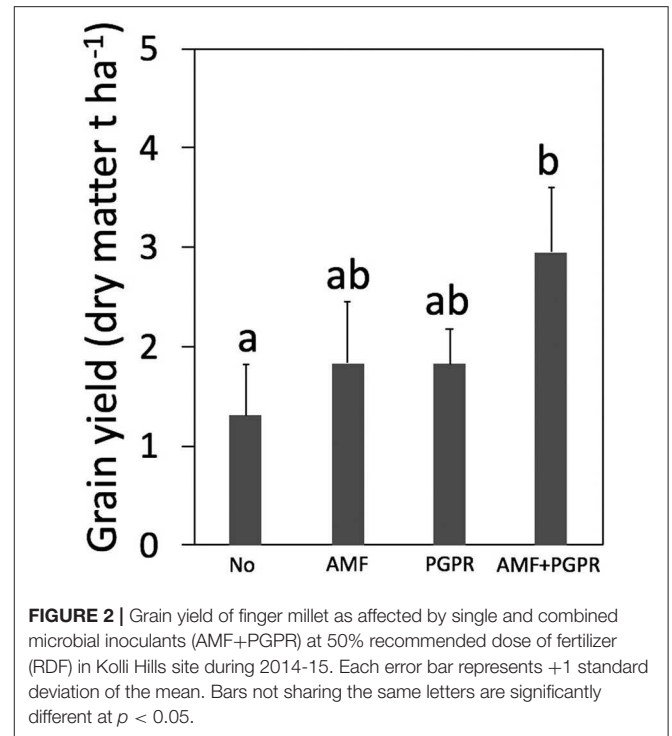 Grain yield (dry matter t ha⁻¹)
5
4
3
2
1
0
a
ab
ab
b
No AMF PGPR AMF+PGPR
FIGURE 2 | Grain yield of finger millet as affected by single and combined
microbial inoculants (AMF+PGPR) at 50% recommended dose of fertilizer
(RDF) in Kolli Hills site during 2014-15. Each error bar represents +1 standard
deviation of the mean. Bars not sharing the same letters are significantly
different at p < 0.05.